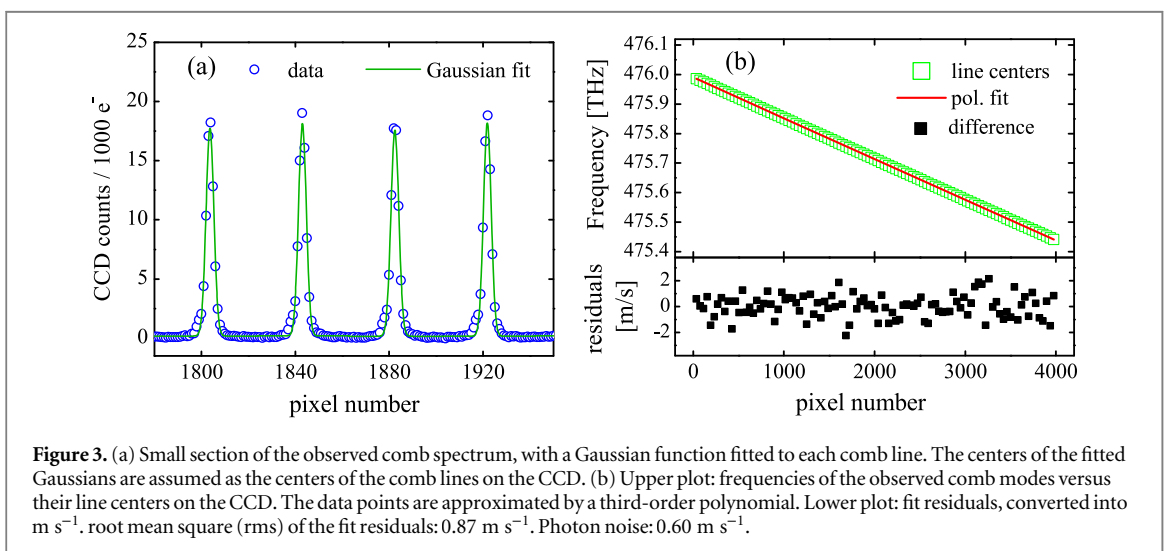 (a)
data
Gaussian fit
CCD counts / 1000 e⁻
25
20
15
10
5
0
1800 1840 1880 1920
pixel number
(b)
line centers
pol. fit
difference
Frequency [THz]
476.1
476.0
475.9
475.8
475.7
475.6
475.5
475.4
residuals
[m/s]
2
0
-2
0 1000 2000 3000 4000
pixel number
Figure 3. (a) Small section of the observed comb spectrum, with a Gaussian function fitted to each comb line. The centers of the fitted
Gaussians are assumed as the centers of the comb lines on the CCD. (b) Upper plot: frequencies of the observed comb modes versus
their line centers on the CCD. The data points are approximated by a third-order polynomial. Lower plot: fit residuals, converted into
m s⁻¹. root mean square (rms) of the fit residuals: 0.87 m s⁻¹. Photon noise: 0.60 m s⁻¹.